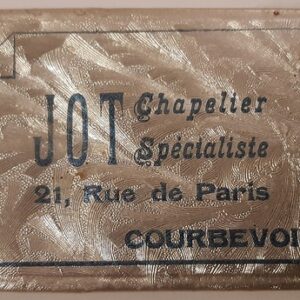 JOT Chapelier
Spécialiste
21, Rue de Paris
COURBEVOI